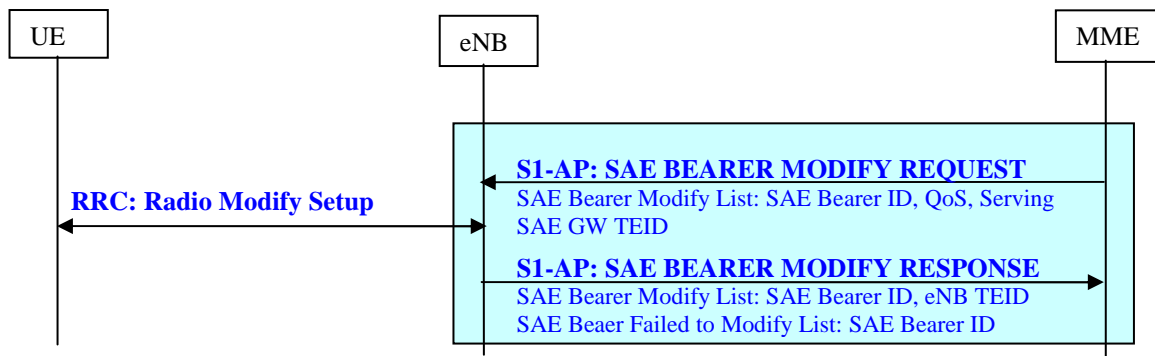 UE
eNB
MME
S1-AP: SAE BEARER MODIFY REQUEST
SAE Bearer Modify List: SAE Bearer ID, QoS, Serving
SAE GW TEID
RRC: Radio Modify Setup
S1-AP: SAE BEARER MODIFY RESPONSE
SAE Bearer Modify List: SAE Bearer ID, eNB TEID
SAE Beaer Failed to Modify List: SAE Bearer ID